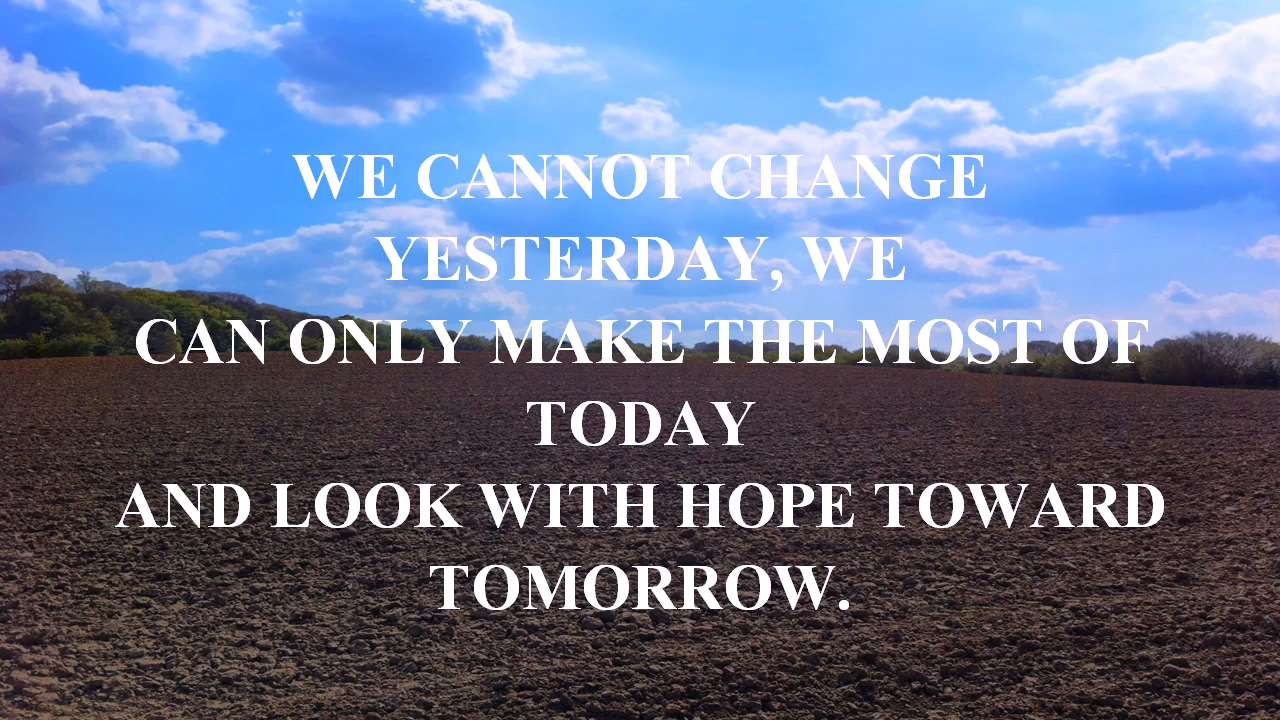 WE CANNOT CHANGE
YESTERDAY, WE
CAN ONLY MAKE THE MOST OF
TODAY
AND LOOK WITH HOPE TOWARD
TOMORROW.